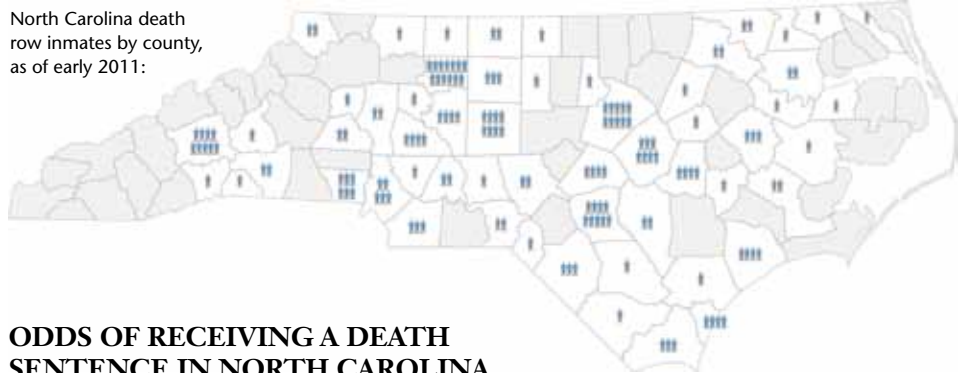 North Carolina death
row inmates by county,
as of early 2011:
ODDS OF RECEIVING A DEATH
SENTENCE IN NORTH CAROLINA